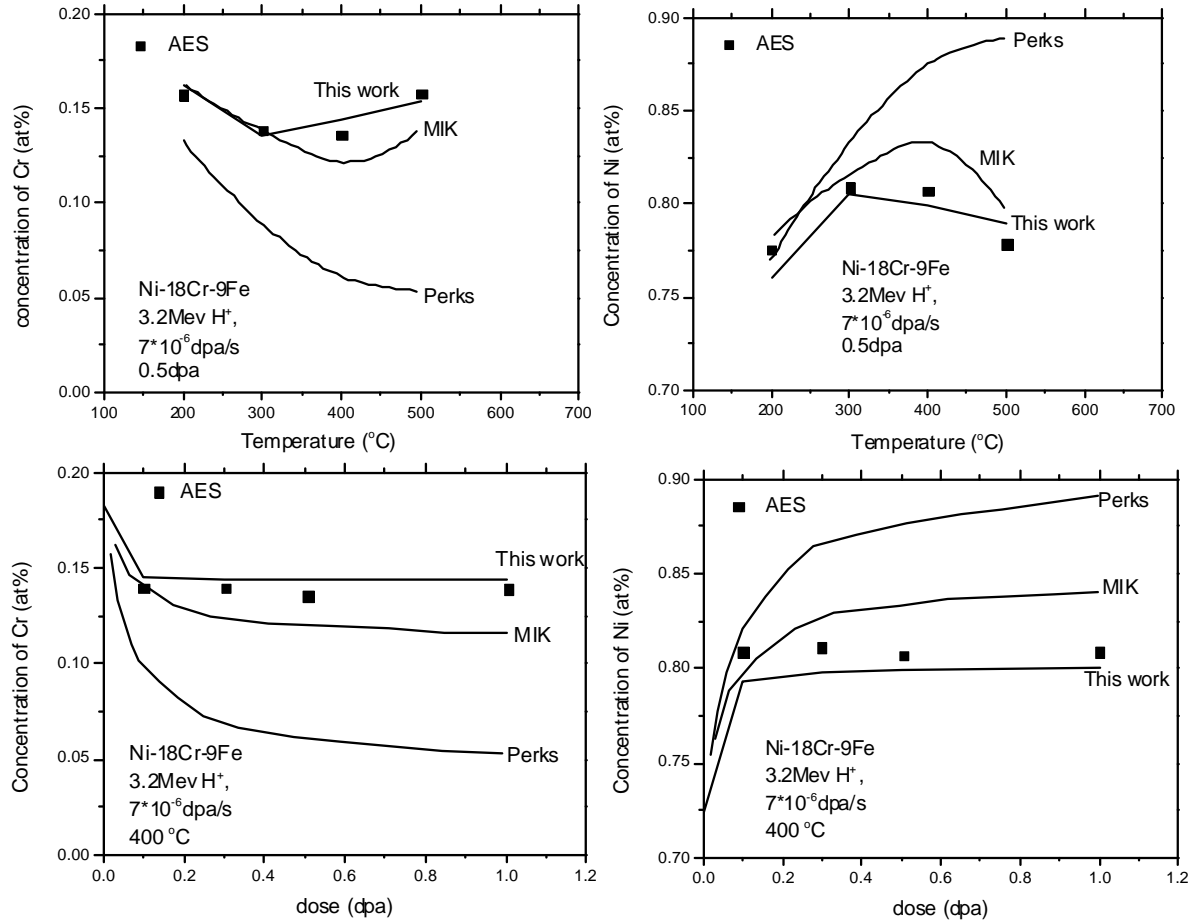 0.20
0.15
0.10
0.05
0.00
concentration of Cr (at%)
AES
This work
MIK
Perks
Ni-18Cr-9Fe
3.2Mev H⁺,
7*10⁻⁶dpa/s
0.5dpa
100 200 300 400 500 600 700
Temperature (°C)
0.90
0.85
0.80
0.75
0.70
Concentration of Ni (at%)
AES
Perks
MIK
This work
Ni-18Cr-9Fe
3.2Mev H⁺,
7*10⁻⁶dpa/s
0.5dpa
100 200 300 400 500 600 700
Temperature (°C)
0.20
0.15
0.10
0.05
0.00
Concentration of Cr (at%)
AES
This work
MIK
Perks
Ni-18Cr-9Fe
3.2Mev H⁺,
7*10⁻⁶dpa/s
400 °C
0.0 0.2 0.4 0.6 0.8 1.0 1.2
dose (dpa)
0.90
0.85
0.80
0.75
0.70
Concentration of Ni (at%)
AES
Perks
MIK
This work
Ni-18Cr-9Fe
3.2Mev H⁺,
7*10⁻⁶dpa/s
400 °C
0.0 0.2 0.4 0.6 0.8 1.0 1.2
dose (dpa)